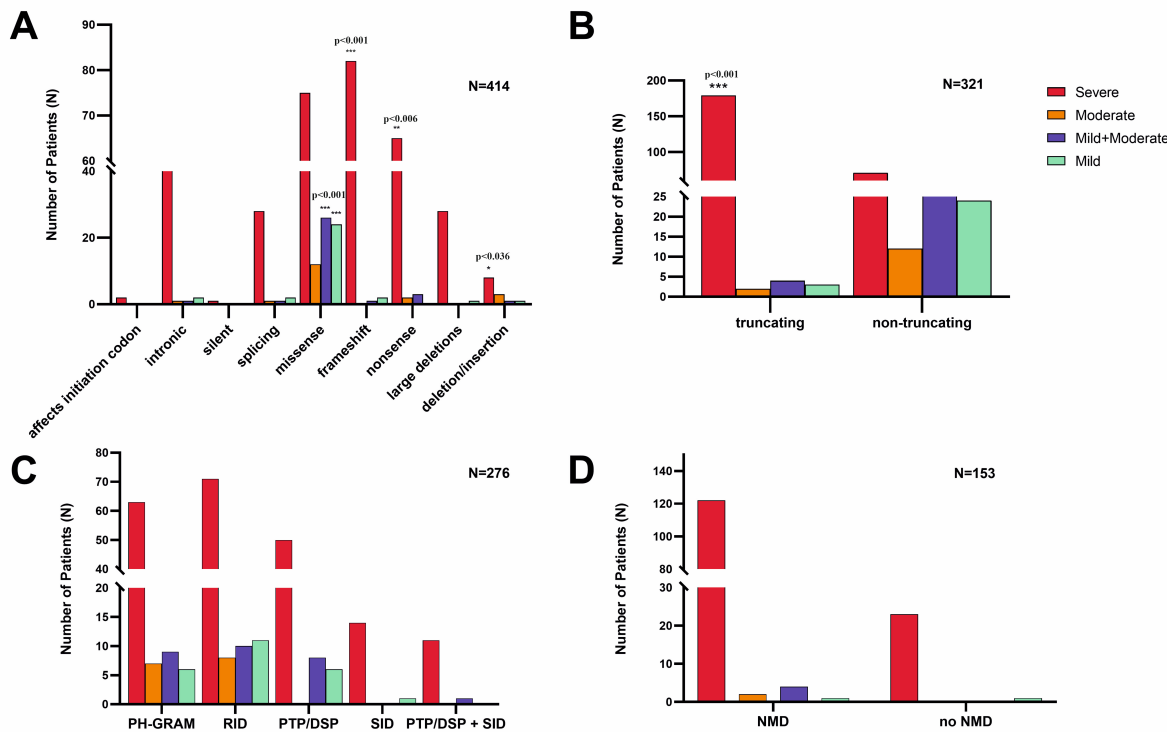 A
Number of Patients (N)
90
80
70
60
40
20
0
N=414
p<0.001
***
p<0.006
**
p<0.001
***
***
p<0.036
*
affects initiation codon
intronic
silent
splicing
missense
frameshift
nonsense
large deletions
deletion/insertion
B
Number of Patients (N)
200
150
100
25
20
15
10
5
0
p<0.001
***
N=321
truncating
non-truncating
Severe
Moderate
Mild+Moderate
Mild
C
Number of Patients (N)
80
70
60
50
40
20
15
10
5
0
N=276
PH-GRAM
RID
PTP/DSP
SID
PTP/DSP + SID
D
Number of Patients (N)
140
120
100
80
30
20
10
0
N=153
NMD
no NMD